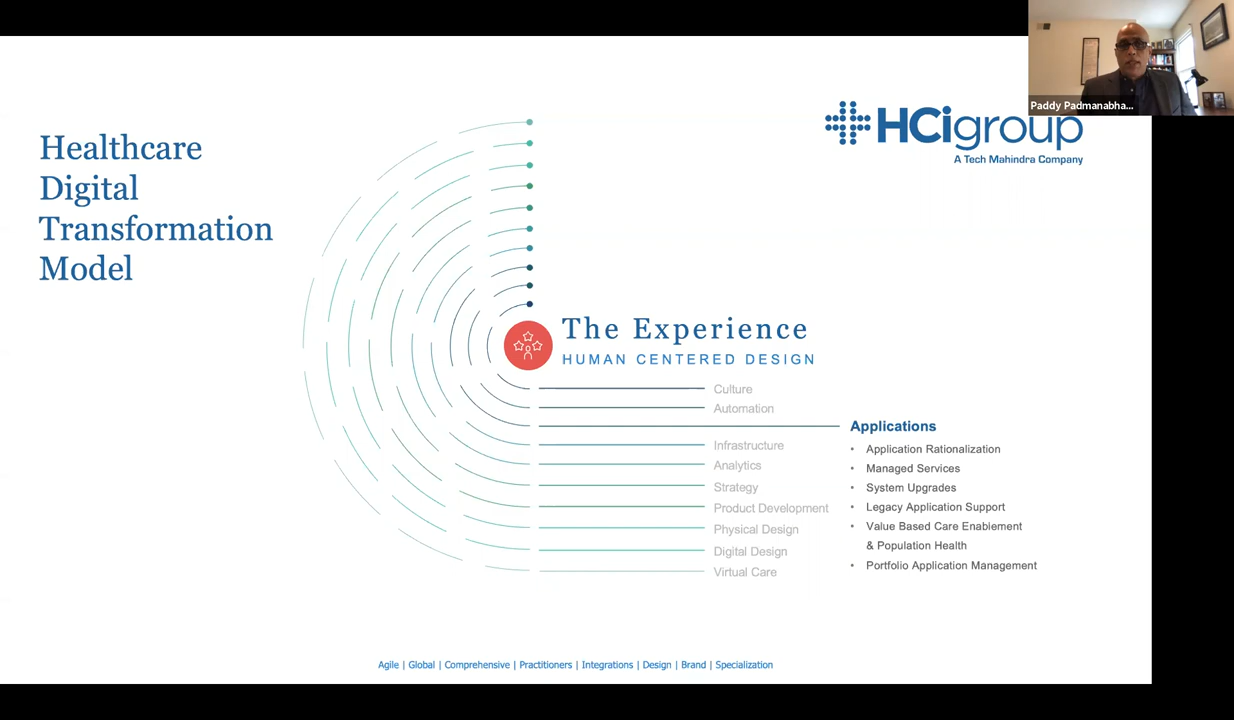 Paddy Padmanabha...
HCigroup
A Tech Mahindra Company
Healthcare
Digital
Transformation
Model
The Experience
HUMAN CENTERED DESIGN
Culture
Automation
Applications
Infrastructure
Analytics
Strategy
Product Development
Physical Design
Digital Design
Virtual Care
• Application Rationalization
• Managed Services
• System Upgrades
• Legacy Application Support
• Value Based Care Enablement
& Population Health
• Portfolio Application Management
Agile | Global | Comprehensive | Practitioners | Integrations | Design | Brand | Specialization